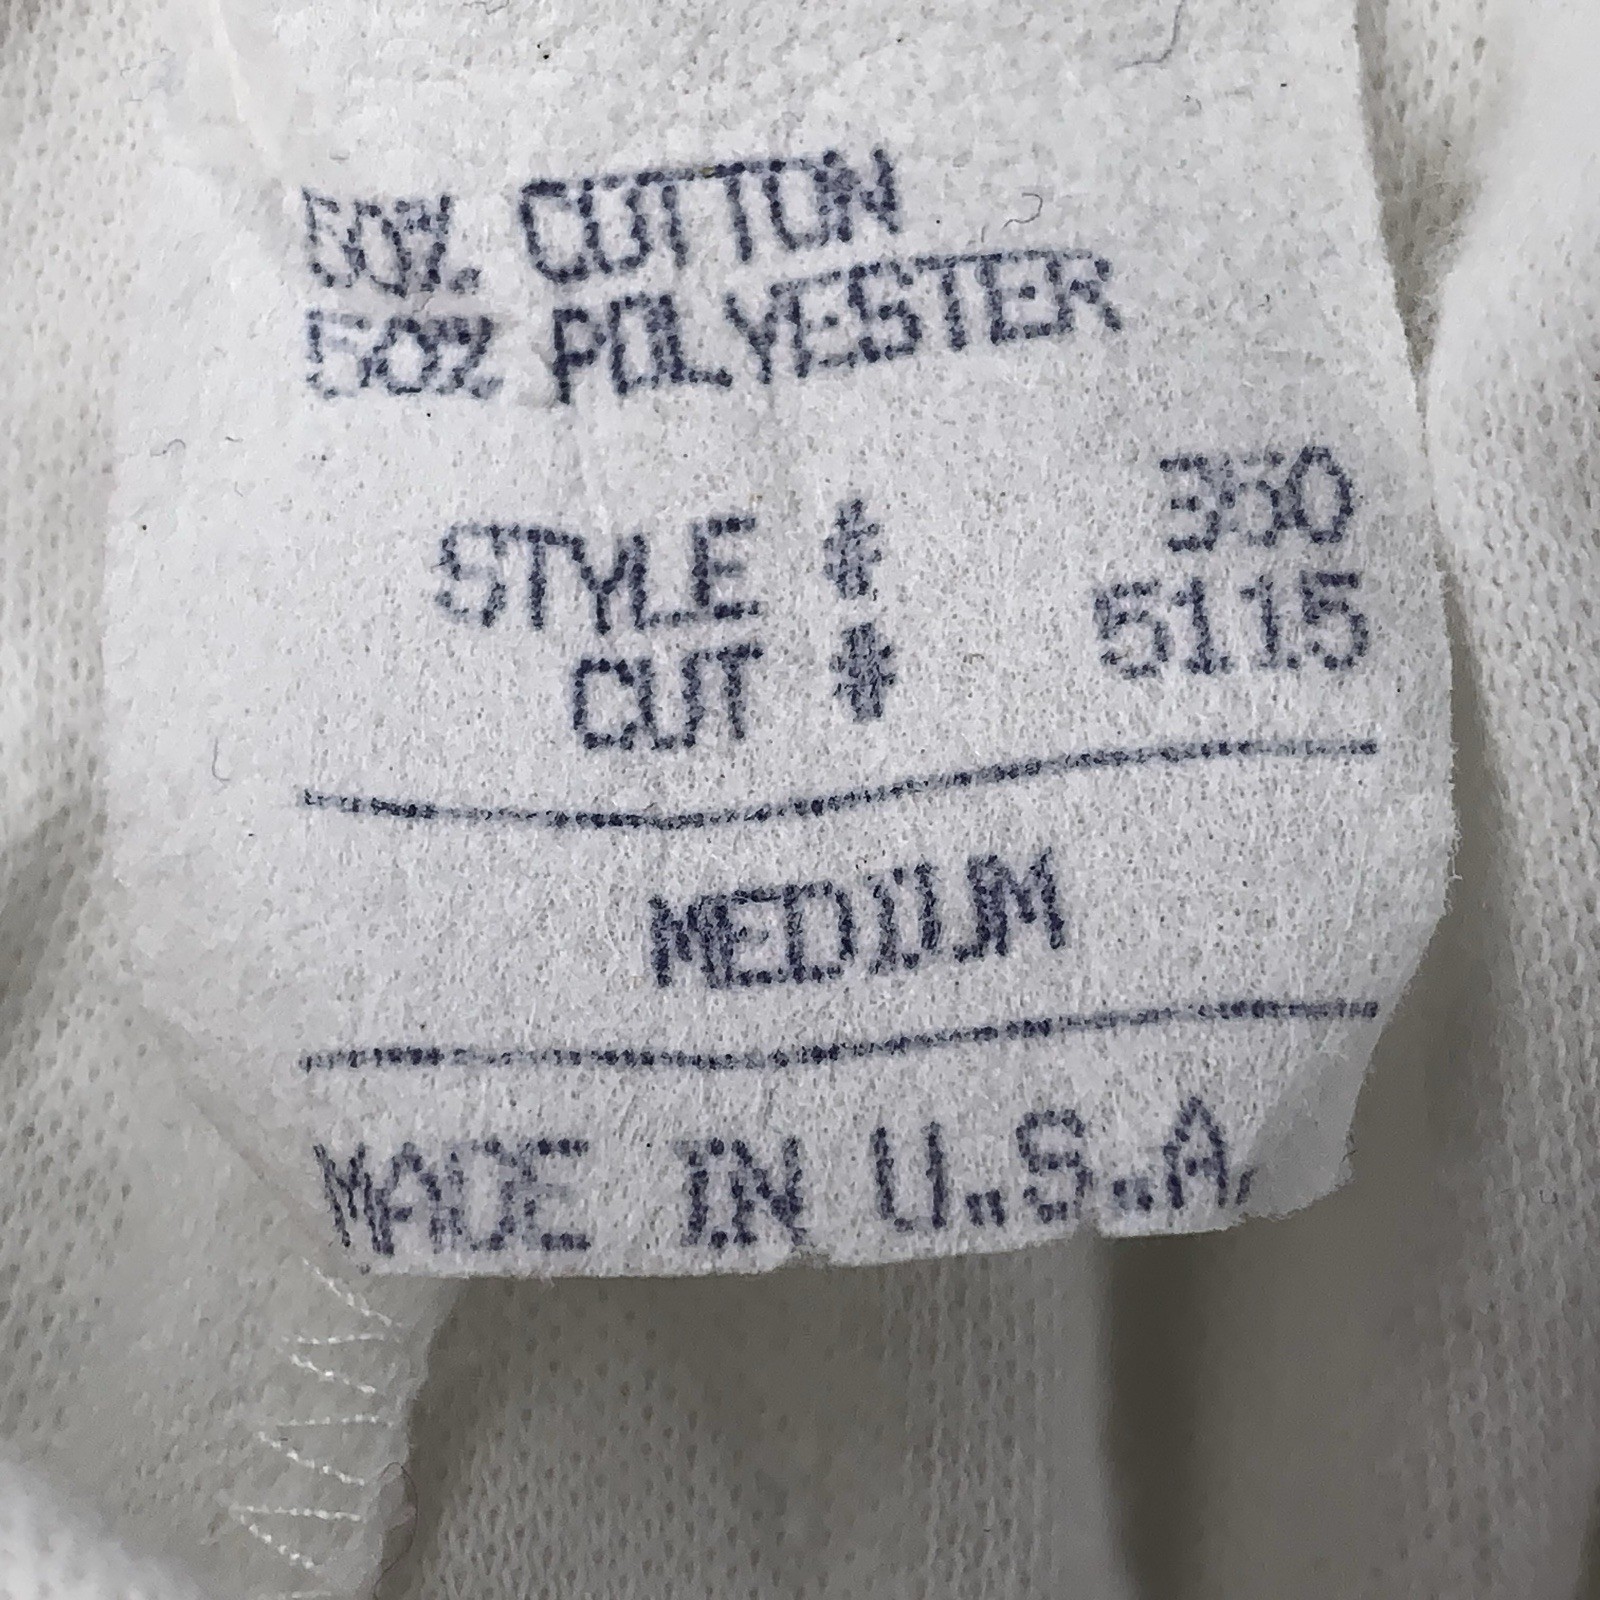 50% COTTON
50% POLYESTER
STYLE # 350
CUT # 5115
MEDIUM
MADE IN U.S.A.